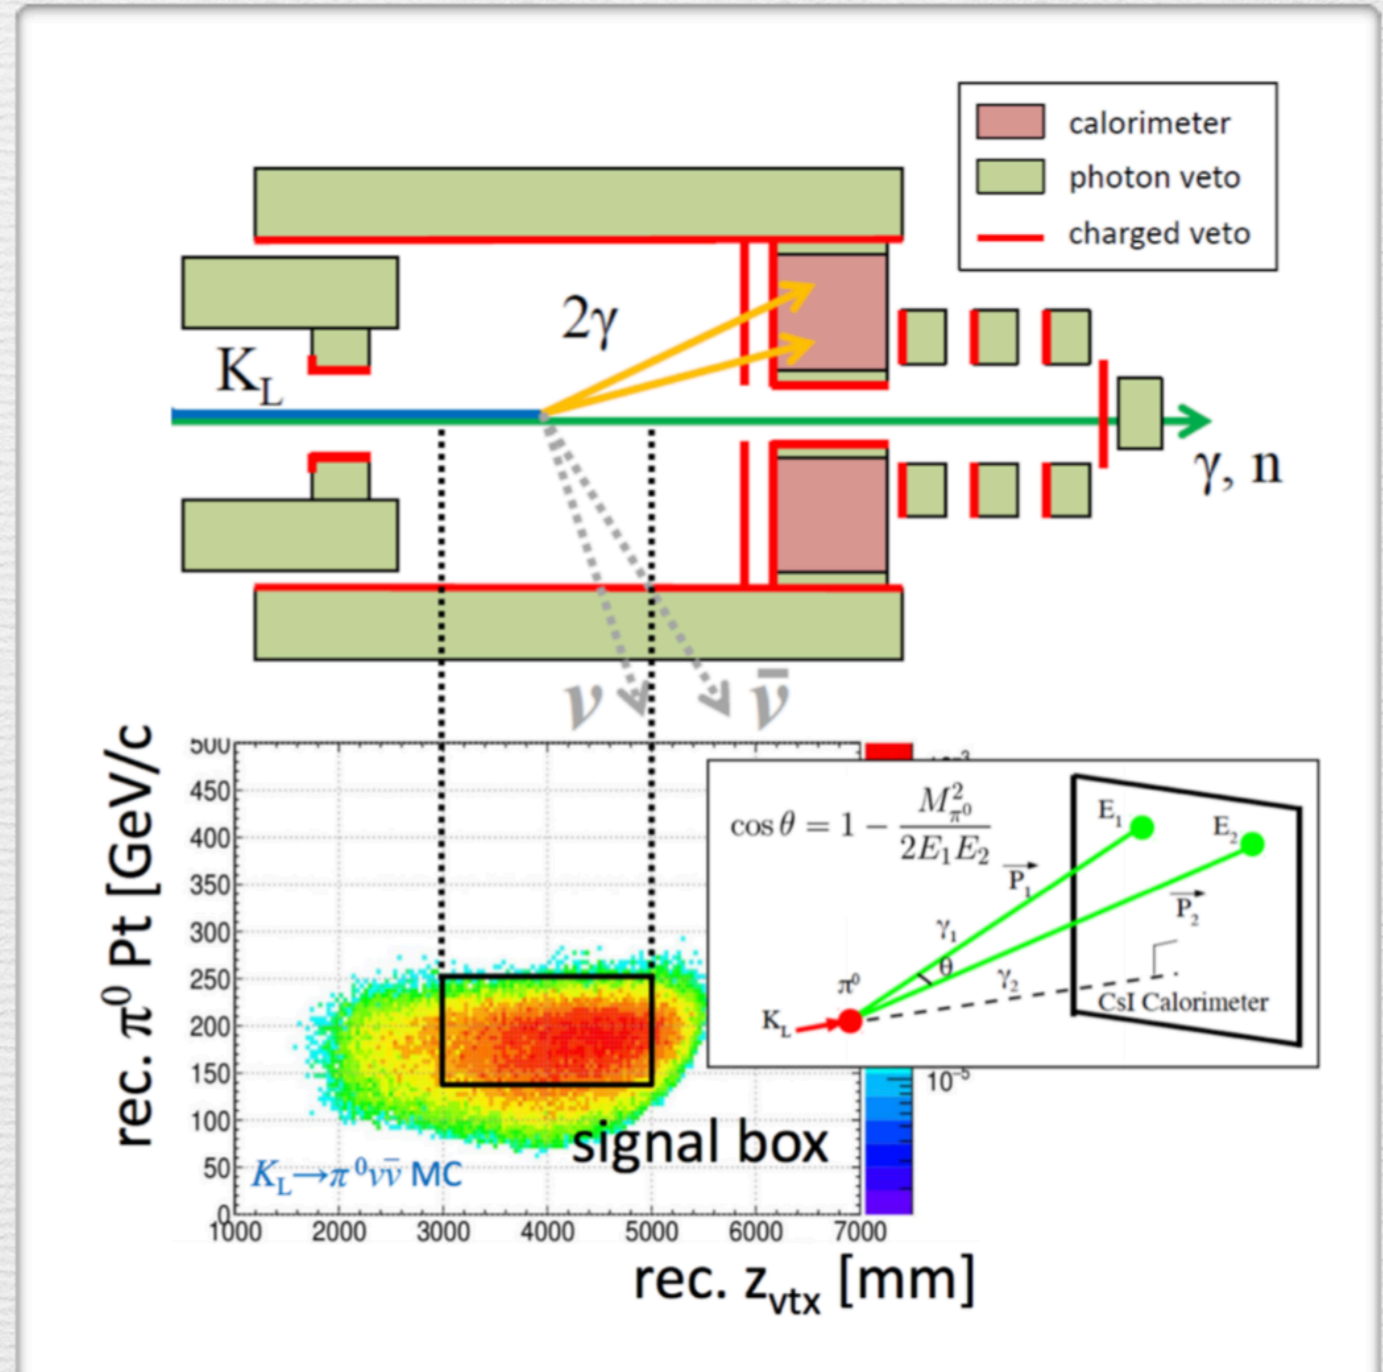 calorimeter
photon veto
charged veto
2γ
K_L
γ, n
ν
ν̄
rec. π⁰ Pt [GeV/c
500
450
400
350
300
250
200
150
100
50
0
1000 2000 3000 4000 5000 6000 7000
rec. z_vtx [mm]
K_L→π⁰νν̄ MC
signal box
10⁻⁵
cos θ = 1 − M²_π⁰ / 2E₁E₂
E₁
E₂
P₁
P₂
γ₁
θ
γ₂
π⁰
K_L
CsI Calorimeter